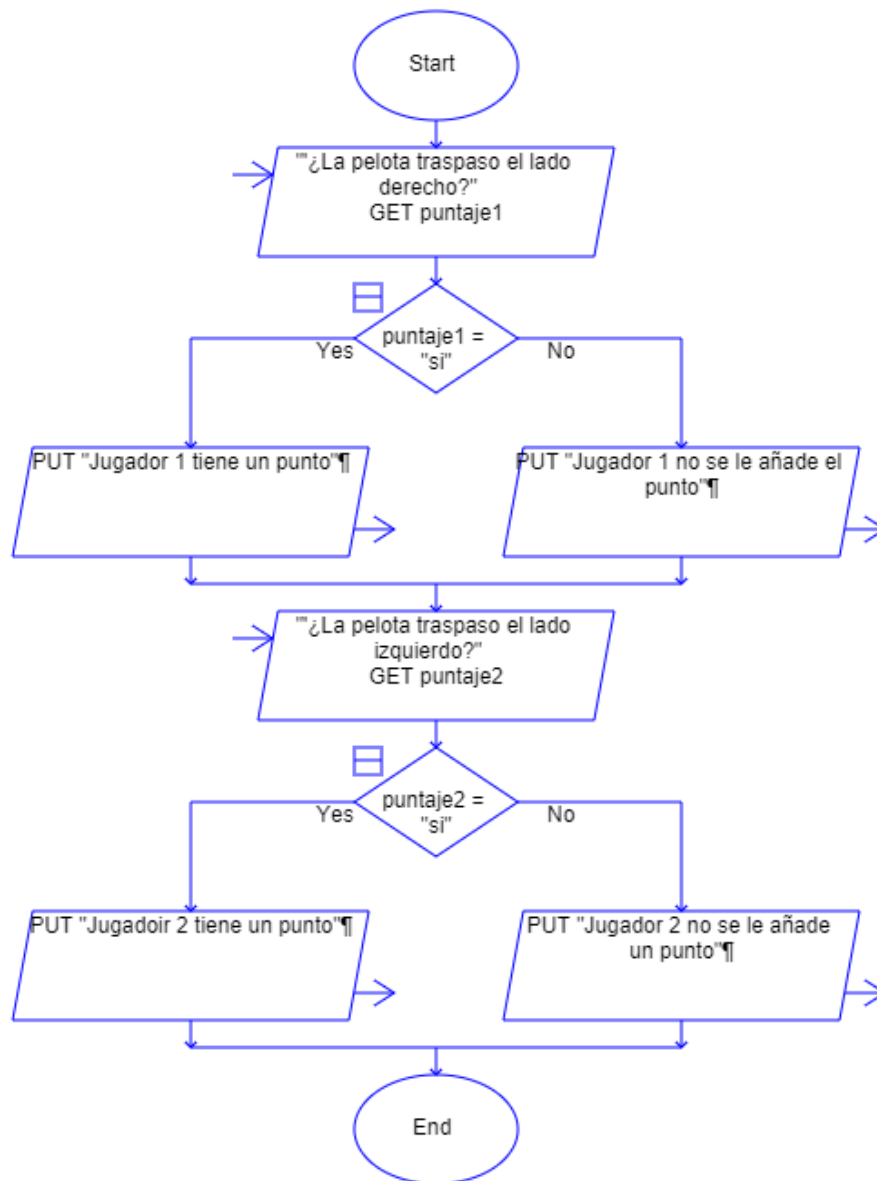 Start
""¿La pelota traspaso el lado
derecho?"
GET puntaje1
puntaje1 =
"si"
Yes
No
PUT "Jugador 1 tiene un punto"¶
PUT "Jugador 1 no se le añade el
punto"¶
""¿La pelota traspaso el lado
izquierdo?"
GET puntaje2
puntaje2 =
"si"
Yes
No
PUT "Jugadoir 2 tiene un punto"¶
PUT "Jugador 2 no se le añade
un punto"¶
End